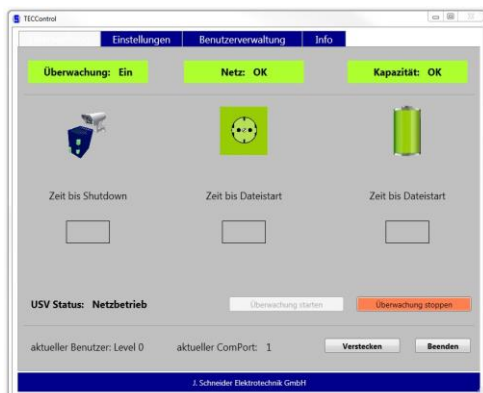 TECControl
Einstellungen Benutzerverwaltung Info
Überwachung: Ein Netz: OK Kapazität: OK
Zeit bis Shutdown Zeit bis Dateistart Zeit bis Dateistart
USV Status: Netzbetrieb Überwachung starten Überwachung stoppen
aktueller Benutzer: Level 0 aktueller ComPort: 1 Verstecken Beenden
J. Schneider Elektrotechnik GmbH